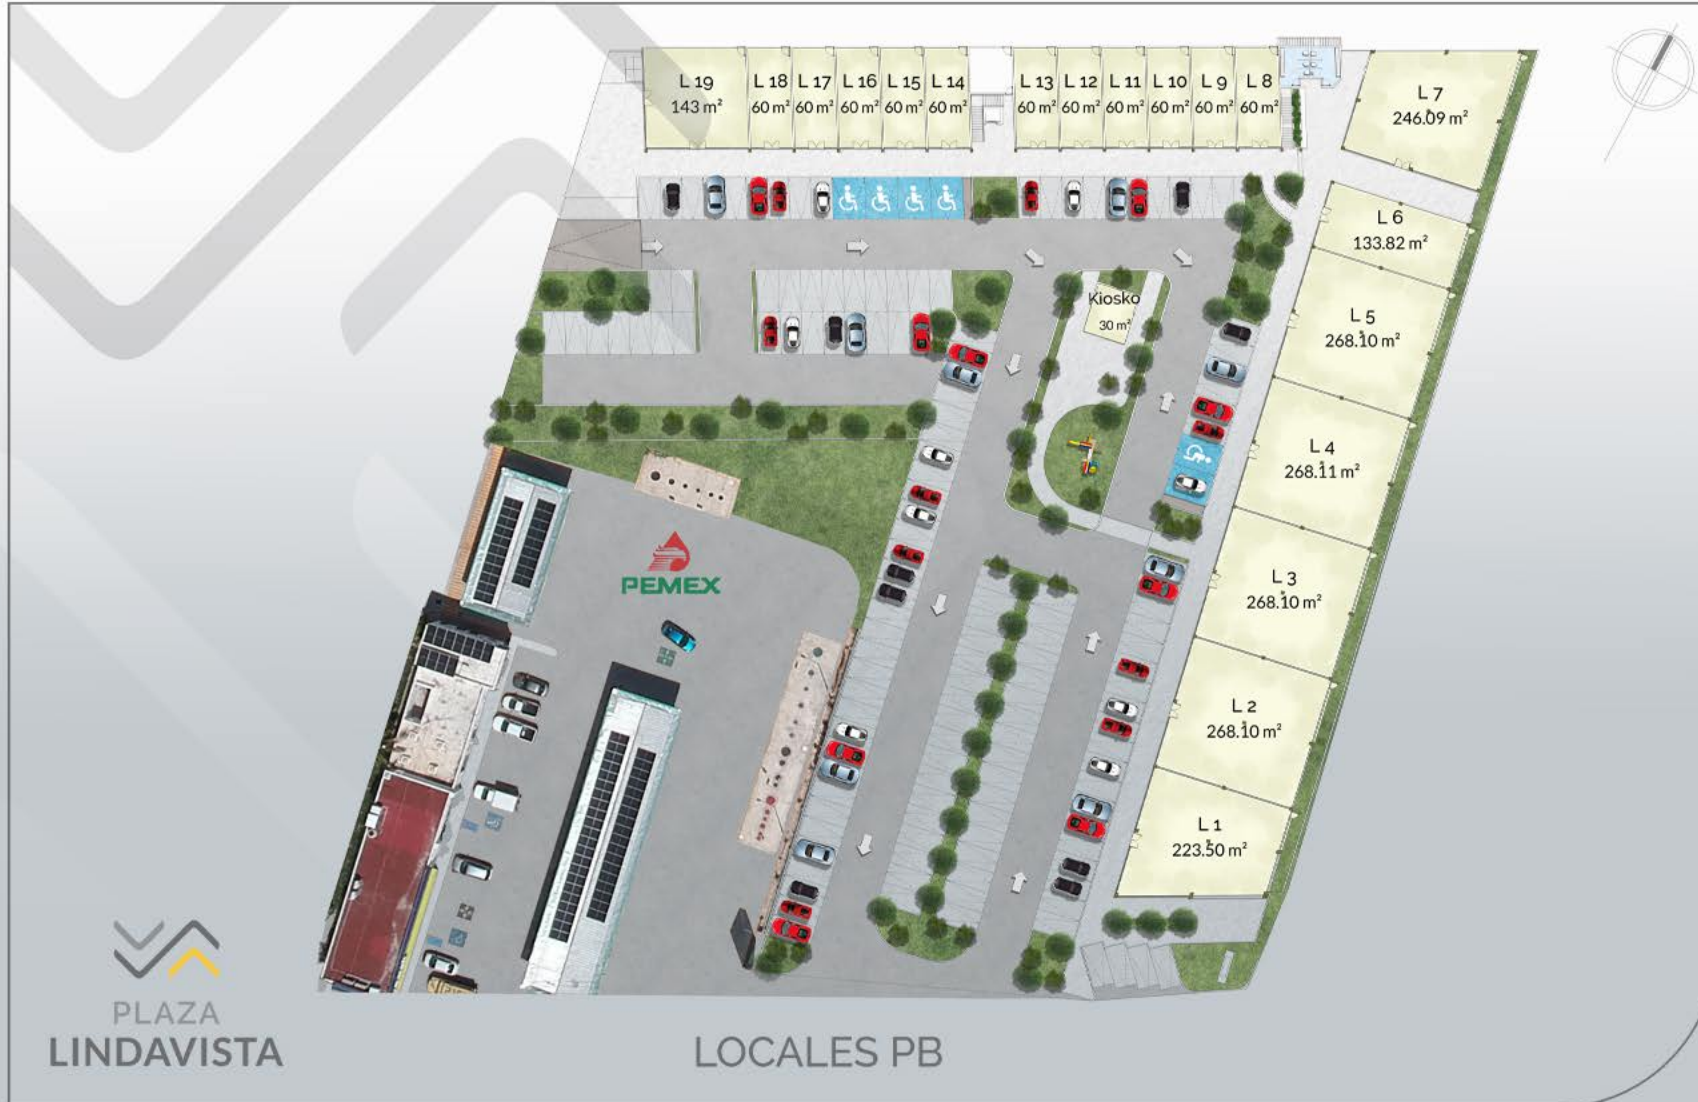 L 19
143 m²
L 18
60 m²
L 17
60 m²
L 16
60 m²
L 15
60 m²
L 14
60 m²
L 13
60 m²
L 12
60 m²
L 11
60 m²
L 10
60 m²
L 9
60 m²
L 8
60 m²
L 7
246.09 m²
L 6
133.82 m²
Kiosko
30 m²
L 5
268.10 m²
L 4
268.11 m²
PEMEX
L 3
268.10 m²
L 2
268.10 m²
L 1
223.50 m²
PLAZA
LINDAVISTA
LOCALES PB